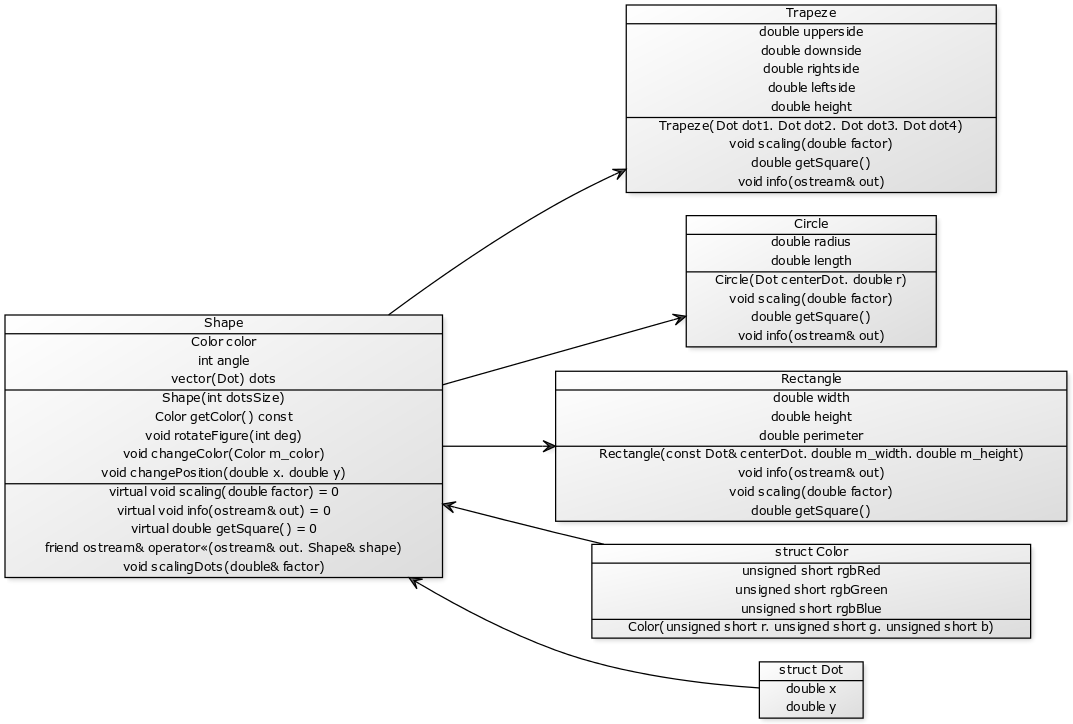 Trapeze
double upperside
double downside
double rightside
double leftside
double height
Trapeze(Dot dot1. Dot dot2. Dot dot3. Dot dot4)
void scaling(double factor)
double getSquare()
void info(ostream& out)
Circle
double radius
double length
Circle(Dot centerDot. double r)
void scaling(double factor)
double getSquare()
void info(ostream& out)
Shape
Color color
int angle
vector(Dot) dots
Shape(int dotsSize)
Color getColor() const
void rotateFigure(int deg)
void changeColor(Color m_color)
void changePosition(double x. double y)
virtual void scaling(double factor) = 0
virtual void info(ostream& out) = 0
virtual double getSquare() = 0
friend ostream& operator«(ostream& out. Shape& shape)
void scalingDots(double& factor)
Rectangle
double width
double height
double perimeter
Rectangle(const Dot& centerDot. double m_width. double m_height)
void info(ostream& out)
void scaling(double factor)
double getSquare()
struct Color
unsigned short rgbRed
unsigned short rgbGreen
unsigned short rgbBlue
Color(unsigned short r. unsigned short g. unsigned short b)
struct Dot
double x
double y